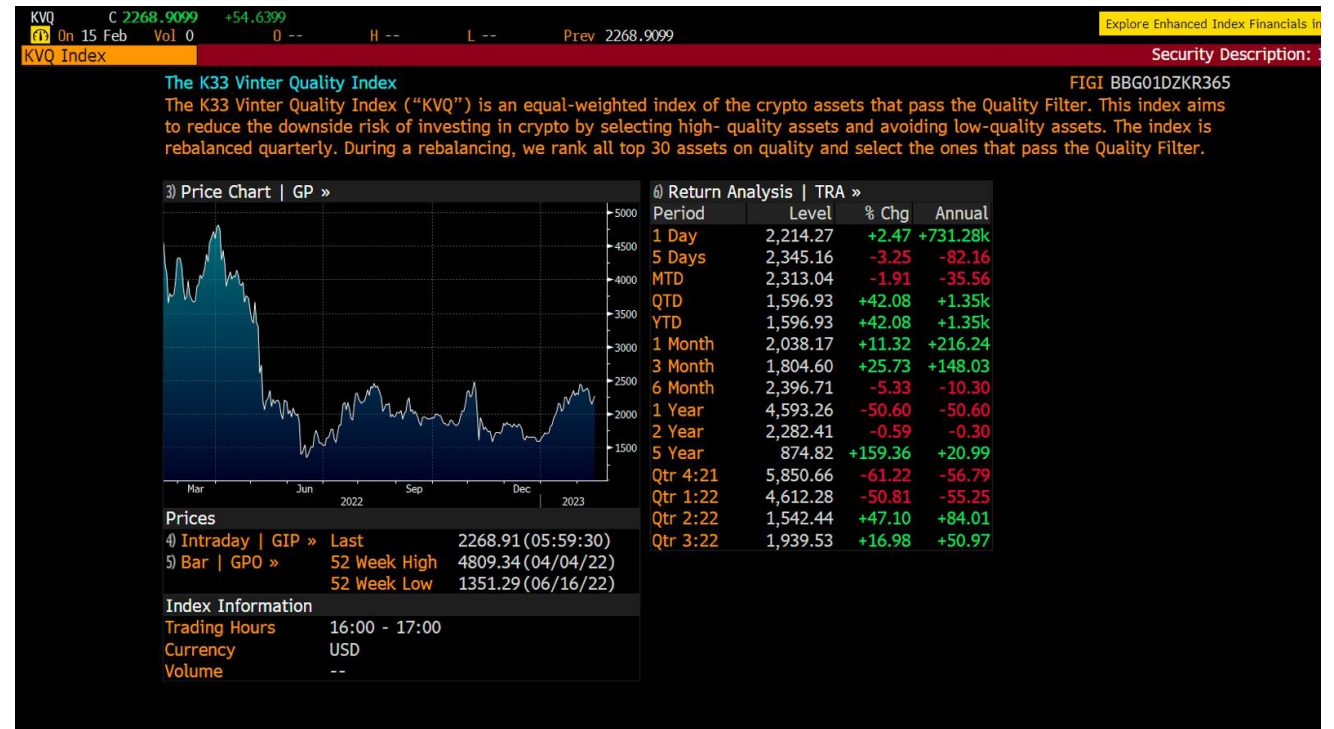 KVQ C 2268.9099 +54.6399
On 15 Feb Vol 0 O -- H -- L -- Prev 2268.9099
Explore Enhanced Index Financials in
KVQ Index Security Description:
The K33 Vinter Quality Index FIGI BBG01DZKR365
The K33 Vinter Quality Index (“KVQ”) is an equal-weighted index of the crypto assets that pass the Quality Filter. This index aims
to reduce the downside risk of investing in crypto by selecting high- quality assets and avoiding low-quality assets. The index is
rebalanced quarterly. During a rebalancing, we rank all top 30 assets on quality and select the ones that pass the Quality Filter.
3) Price Chart | GP »
5000
4500
4000
3500
3000
2500
2000
1500
Mar Jun Sep Dec
2022 2023
Prices
4) Intraday | GIP » Last 2268.91(05:59:30)
5) Bar | GPO » 52 Week High 4809.34(04/04/22)
52 Week Low 1351.29(06/16/22)
Index Information
Trading Hours 16:00 - 17:00
Currency USD
Volume --
6) Return Analysis | TRA »
Period Level % Chg Annual
1 Day 2,214.27 +2.47 +731.28k
5 Days 2,345.16 -3.25 -82.16
MTD 2,313.04 -1.91 -35.56
QTD 1,596.93 +42.08 +1.35k
YTD 1,596.93 +42.08 +1.35k
1 Month 2,038.17 +11.32 +216.24
3 Month 1,804.60 +25.73 +148.03
6 Month 2,396.71 -5.33 -10.30
1 Year 4,593.26 -50.60 -50.60
2 Year 2,282.41 -0.59 -0.30
5 Year 874.82 +159.36 +20.99
Qtr 4:21 5,850.66 -61.22 -56.79
Qtr 1:22 4,612.28 -50.81 -55.25
Qtr 2:22 1,542.44 +47.10 +84.01
Qtr 3:22 1,939.53 +16.98 +50.97